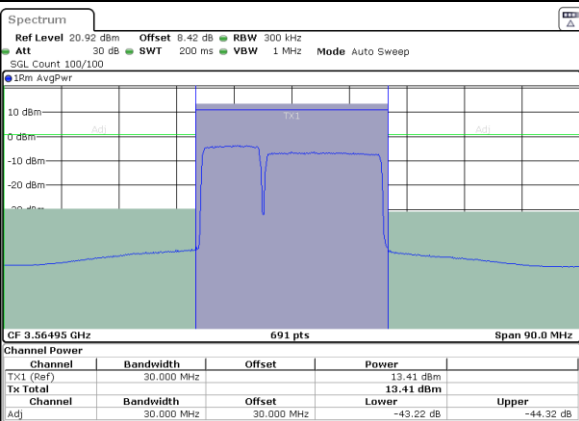 Spectrum
Ref Level 20.92 dBm Offset 8.42 dB RBW 300 kHz
Att 30 dB SWT 200 ms VBW 1 MHz Mode Auto Sweep
SGL Count 100/100
1Rm AvgPwr
TX1
10 dBm
Adj Adj
0 dBm
-10 dBm
-20 dBm
-30 dBm
CF 3.56495 GHz 691 pts Span 90.0 MHz
Channel Power
Channel Bandwidth Offset Power
TX1 (Ref) 30.000 MHz 13.41 dBm
Tx Total 13.41 dBm
Channel Bandwidth Offset Lower Upper
Adj 30.000 MHz 30.000 MHz -43.22 dB -44.32 dB